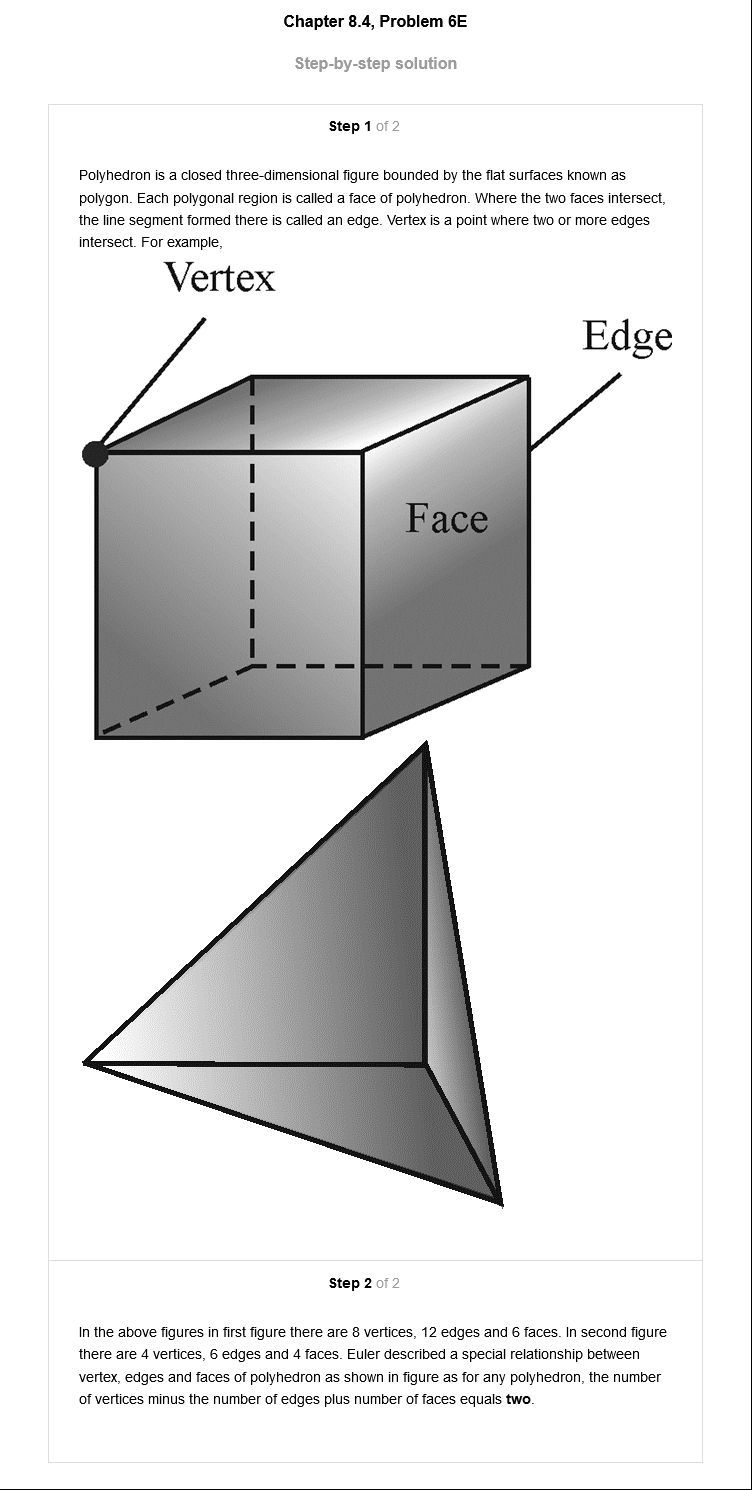 Chapter 8.4, Problem 6E
Step-by-step solution
Step 1 of 2
Polyhedron is a closed three-dimensional figure bounded by the flat surfaces known as
polygon. Each polygonal region is called a face of polyhedron. Where the two faces intersect,
the line segment formed there is called an edge. Vertex is a point where two or more edges
intersect. For example,
Vertex
Edge
Face
Step 2 of 2
In the above figures in first figure there are 8 vertices, 12 edges and 6 faces. In second figure
there are 4 vertices, 6 edges and 4 faces. Euler described a special relationship between
vertex, edges and faces of polyhedron as shown in figure as for any polyhedron, the number
of vertices minus the number of edges plus number of faces equals two.